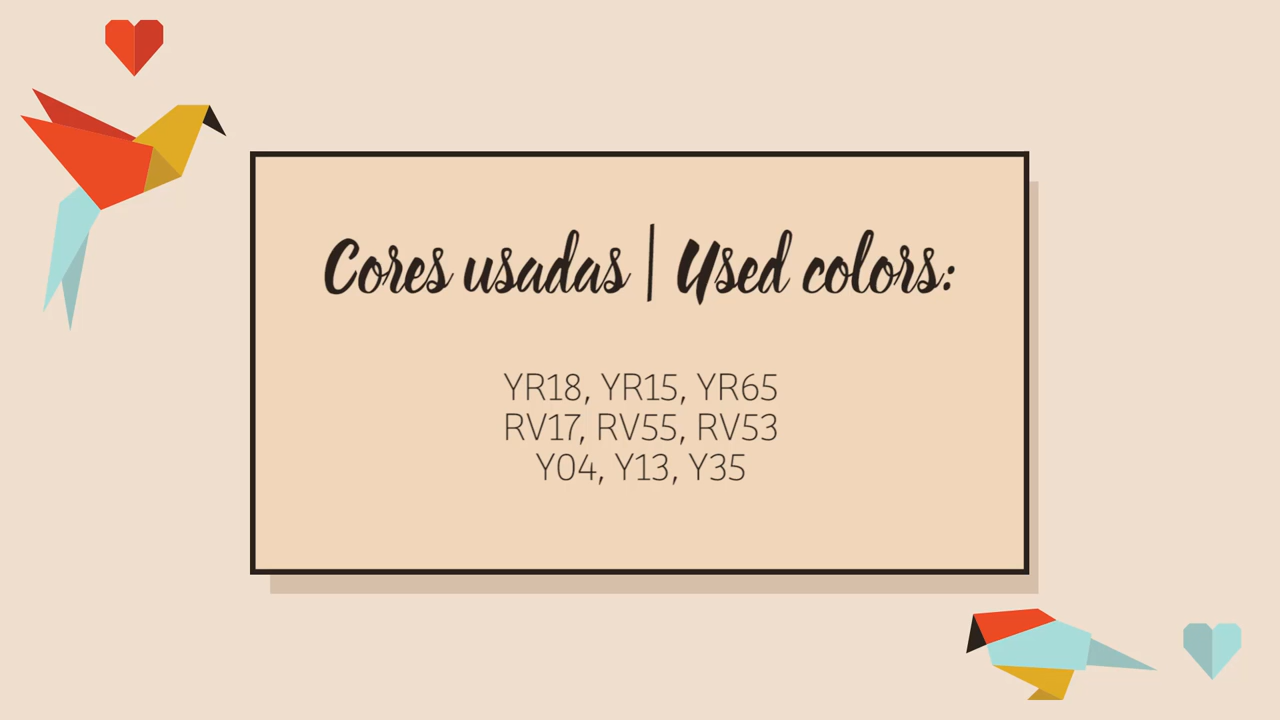 Cores usadas | Used colors:
YR18, YR15, YR65
RV17, RV55, RV53
Y04, Y13, Y35